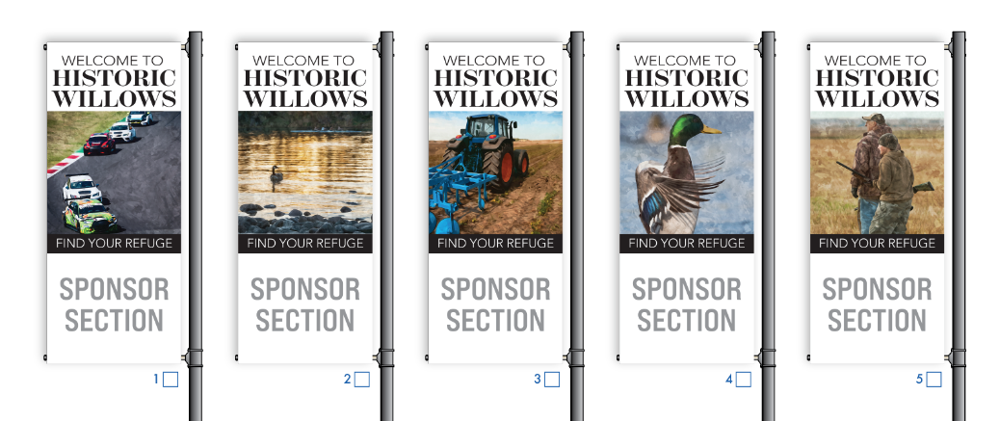 WELCOME TO
HISTORIC
WILLOWS
FIND YOUR REFUGE
SPONSOR
SECTION
1
WELCOME TO
HISTORIC
WILLOWS
FIND YOUR REFUGE
SPONSOR
SECTION
2
WELCOME TO
HISTORIC
WILLOWS
FIND YOUR REFUGE
SPONSOR
SECTION
3
WELCOME TO
HISTORIC
WILLOWS
FIND YOUR REFUGE
SPONSOR
SECTION
4
WELCOME TO
HISTORIC
WILLOWS
FIND YOUR REFUGE
SPONSOR
SECTION
5